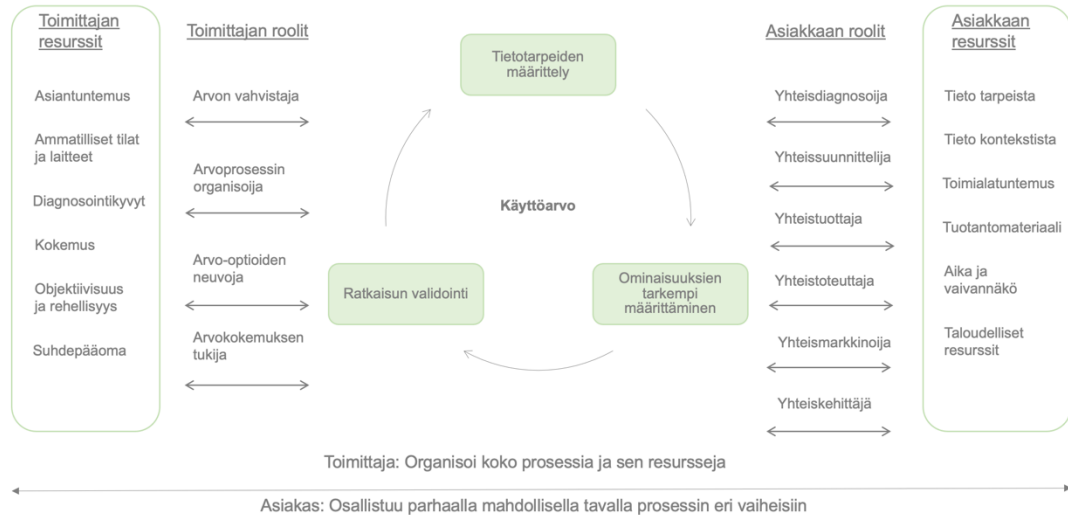 Toimittajan
resurssit
Asiantuntemus
Ammatilliset tilat
ja laitteet
Diagnosointikyvyt
Kokemus
Objektiivisuus
ja rehellisyys
Suhdepääoma
Toimittajan roolit
Arvon vahvistaja
Arvoprosessin
organisoija
Arvo-optioiden
neuvoja
Arvokokemuksen
tukija
Tietotarpeiden
määrittely
Käyttöarvo
Ratkaisun validointi
Ominaisuuksien
tarkempi
määrittäminen
Asiakkaan roolit
Yhteisdiagnosoija
Yhteissuunnittelija
Yhteistuottaja
Yhteistoteuttaja
Yhteismarkkinoija
Yhteiskehittäjä
Asiakkaan
resurssit
Tieto tarpeista
Tieto kontekstista
Toimialatuntemus
Tuotantomateriaali
Aika ja
vaivannäkö
Taloudelliset
resurssit
Toimittaja: Organisoi koko prosessia ja sen resursseja
Asiakas: Osallistuu parhaalla mahdollisella tavalla prosessin eri vaiheisiin